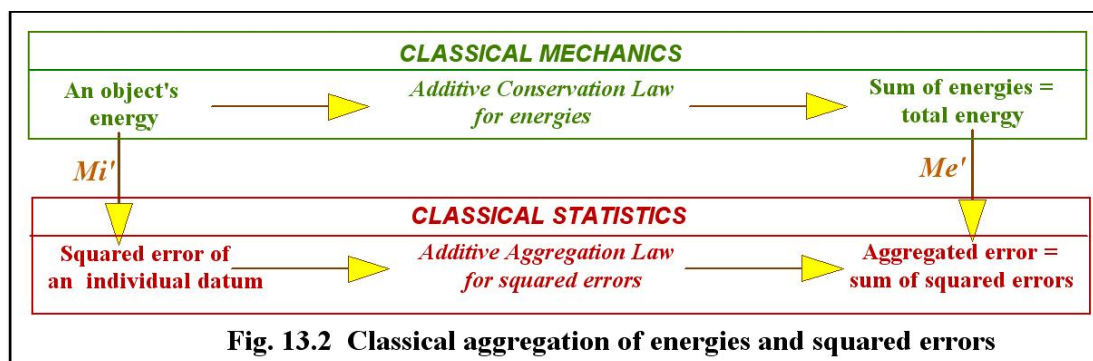 CLASSICAL MECHANICS
An object's
energy
Additive Conservation Law
for energies
Sum of energies =
total energy
Mi'
Me'
CLASSICAL STATISTICS
Squared error of
an individual datum
Additive Aggregation Law
for squared errors
Aggregated error =
sum of squared errors
Fig. 13.2 Classical aggregation of energies and squared errors